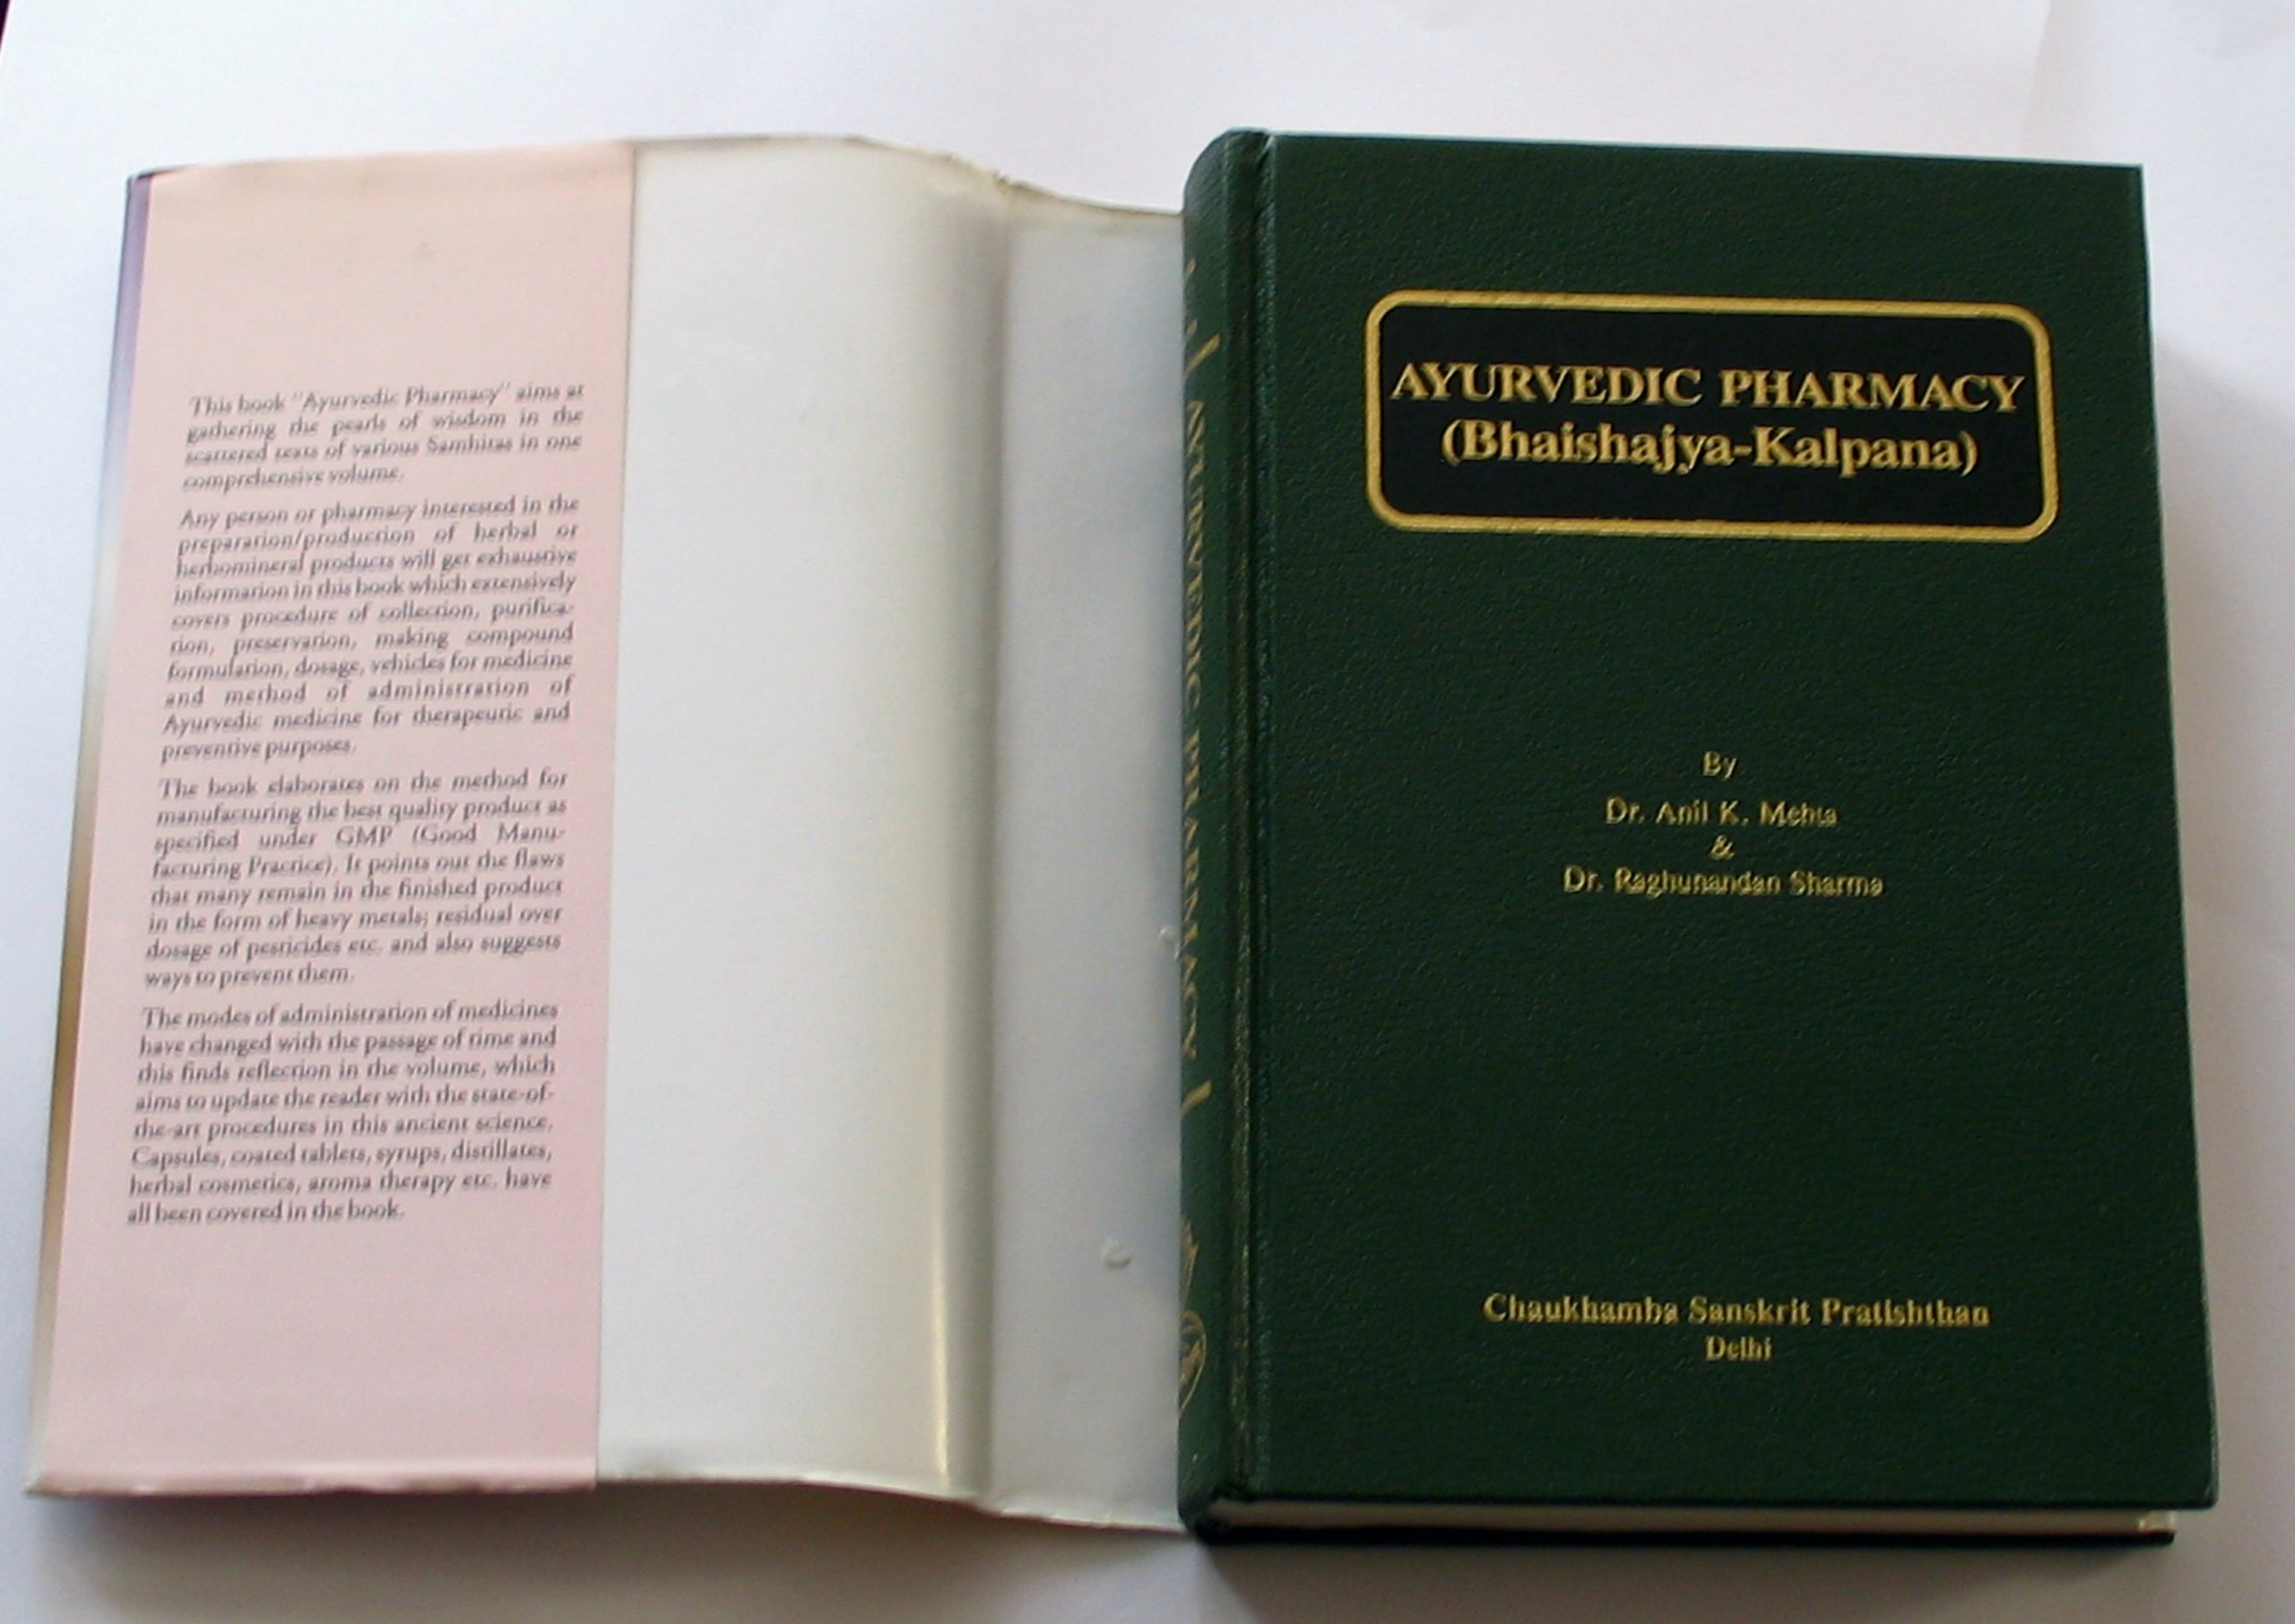 This book "Ayurvedic Pharmacy" aims at
gathering the pearls of wisdom in the
scattered texts of various Samhitas in one
comprehensive volume.
Any person or pharmacy interested in the
preparation/production of herbal or
herbomineral products will get exhaustive
information in this book which extensively
covers procedure of collection, purifica-
tion, preservation, making compound
formulation, dosage, vehicles for medicine
and method of administration of
Ayurvedic medicine for therapeutic and
preventive purposes.
The book elaborates on the method for
manufacturing the best quality product as
specified under GMP (Good Manu-
facturing Practice). It points out the flaws
that many remain in the finished product
in the form of heavy metals; residual over
dosage of pesticides etc. and also suggests
ways to prevent them.
The modes of administration of medicines
have changed with the passage of time and
this finds reflection in the volume, which
aims to update the reader with the state-of-
the-art procedures in this ancient science.
Capsules, coated tablets, syrups, distillates,
herbal cosmetics, aroma therapy etc. have
all been covered in the book.
AYURVEDIC PHARMACY
AYURVEDIC PHARMACY
(Bhaishajya-Kalpana)
By
Dr. Anil K. Mehta
&
Dr. Raghunandan Sharma
Chaukhamba Sanskrit Pratishthan
Delhi